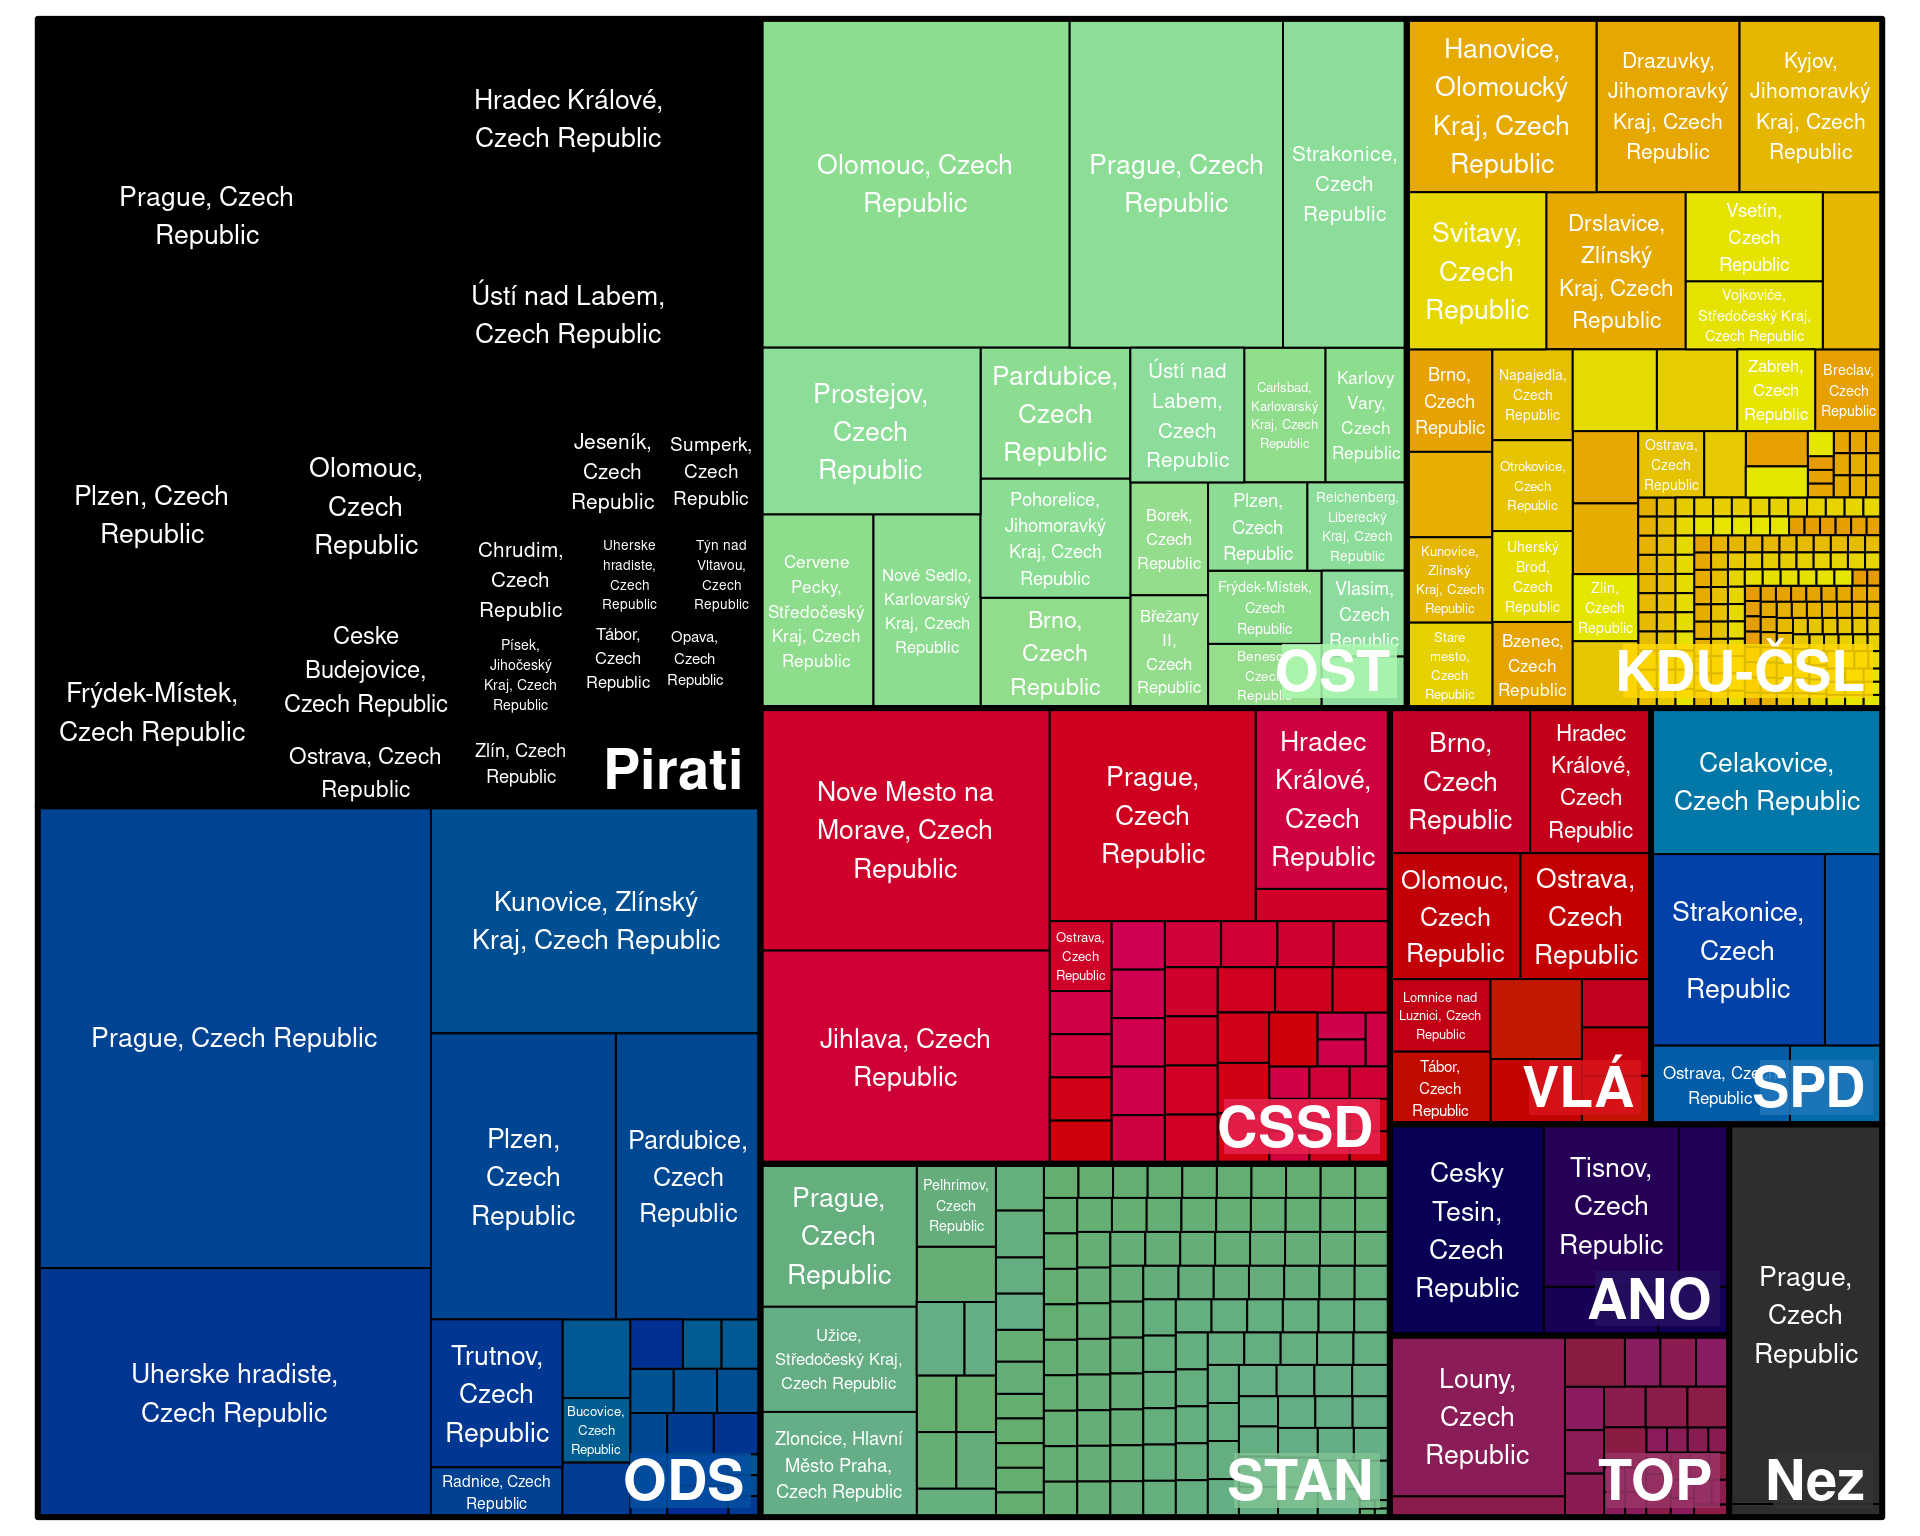 Prague, Czech
Republic
Hradec Králové,
Czech Republic
Ústí nad Labem,
Czech Republic
Plzen, Czech
Republic
Olomouc,
Czech
Republic
Jeseník,
Czech
Republic
Sumperk,
Czech
Republic
Chrudim,
Czech
Republic
Uherske
hradiste,
Czech
Republic
Týn nad
Vltavou,
Czech
Republic
Frýdek-Místek,
Czech Republic
Ceske
Budejovice,
Czech Republic
Písek,
Jihočeský
Kraj, Czech
Republic
Tábor,
Czech
Republic
Opava,
Czech
Republic
Ostrava, Czech
Republic
Zlín, Czech
Republic
Pirati
Olomouc, Czech
Republic
Prague, Czech
Republic
Strakonice,
Czech
Republic
Prostejov,
Czech
Republic
Pardubice,
Czech
Republic
Ústí nad
Labem,
Czech
Republic
Carlsbad,
Karlovarský
Kraj, Czech
Republic
Karlovy
Vary,
Czech
Republic
Cervene
Pecky,
Středočeský
Kraj, Czech
Republic
Nové Sedlo,
Karlovarský
Kraj, Czech
Republic
Pohorelice,
Jihomoravký
Kraj, Czech
Republic
Brno,
Czech
Republic
Borek,
Czech
Republic
Břežany
II,
Czech
Republic
Plzen,
Czech
Republic
Reichenberg,
Liberecký
Kraj, Czech
Republic
Frýdek-Místek,
Czech
Republic
Vlasim,
Czech
Republic
Czech
Republic
OST
Hanovice,
Olomoucký
Kraj, Czech
Republic
Drazuvky,
Jihomoravký
Kraj, Czech
Republic
Kyjov,
Jihomoravký
Kraj, Czech
Republic
Svitavy,
Czech
Republic
Drslavice,
Zlínský
Kraj, Czech
Republic
Vsetín,
Czech
Republic
Vojkoviće,
Středočeský Kraj,
Czech Republic
Brno,
Czech
Republic
Napajedla,
Czech
Republic
Zabreh,
Czech
Republic
Breclav,
Czech
Republic
Otrokovice,
Czech
Republic
Ostrava,
Czech
Republic
Kunovice,
Zlínský
Kraj, Czech
Republic
Uherský
Brod,
Czech
Republic
Zlín,
Czech
Republic
Stare
mesto,
Czech
Republic
Bzenec,
Czech
Republic
KDU-ČSL
Prague, Czech Republic
Kunovice, Zlínský
Kraj, Czech Republic
Plzen,
Czech
Republic
Pardubice,
Czech
Republic
Uherske hradiste,
Czech Republic
Trutnov,
Czech
Republic
Bucovice,
Czech
Republic
Radnice, Czech
Republic
ODS
Nove Mesto na
Morave, Czech
Republic
Prague,
Czech
Republic
Hradec
Králové,
Czech
Republic
Jihlava, Czech
Republic
Ostrava,
Czech
Republic
CSSD
Brno,
Czech
Republic
Hradec
Králové,
Czech
Republic
Olomouc,
Czech
Republic
Ostrava,
Czech
Republic
Lomnice nad
Luznici, Czech
Republic
Tábor,
Czech
Republic
VLÁ
Celakovice,
Czech Republic
Strakonice,
Czech
Republic
Ostrava, Czech
Republic
SPD
Prague,
Czech
Republic
Pelhrimov,
Czech
Republic
Užice,
Středočeský Kraj,
Czech Republic
Zloncice, Hlavní
Město Praha,
Czech Republic
STAN
Cesky
Tesin,
Czech
Republic
Tisnov,
Czech
Republic
ANO
Louny,
Czech
Republic
TOP
Prague,
Czech
Republic
Nez